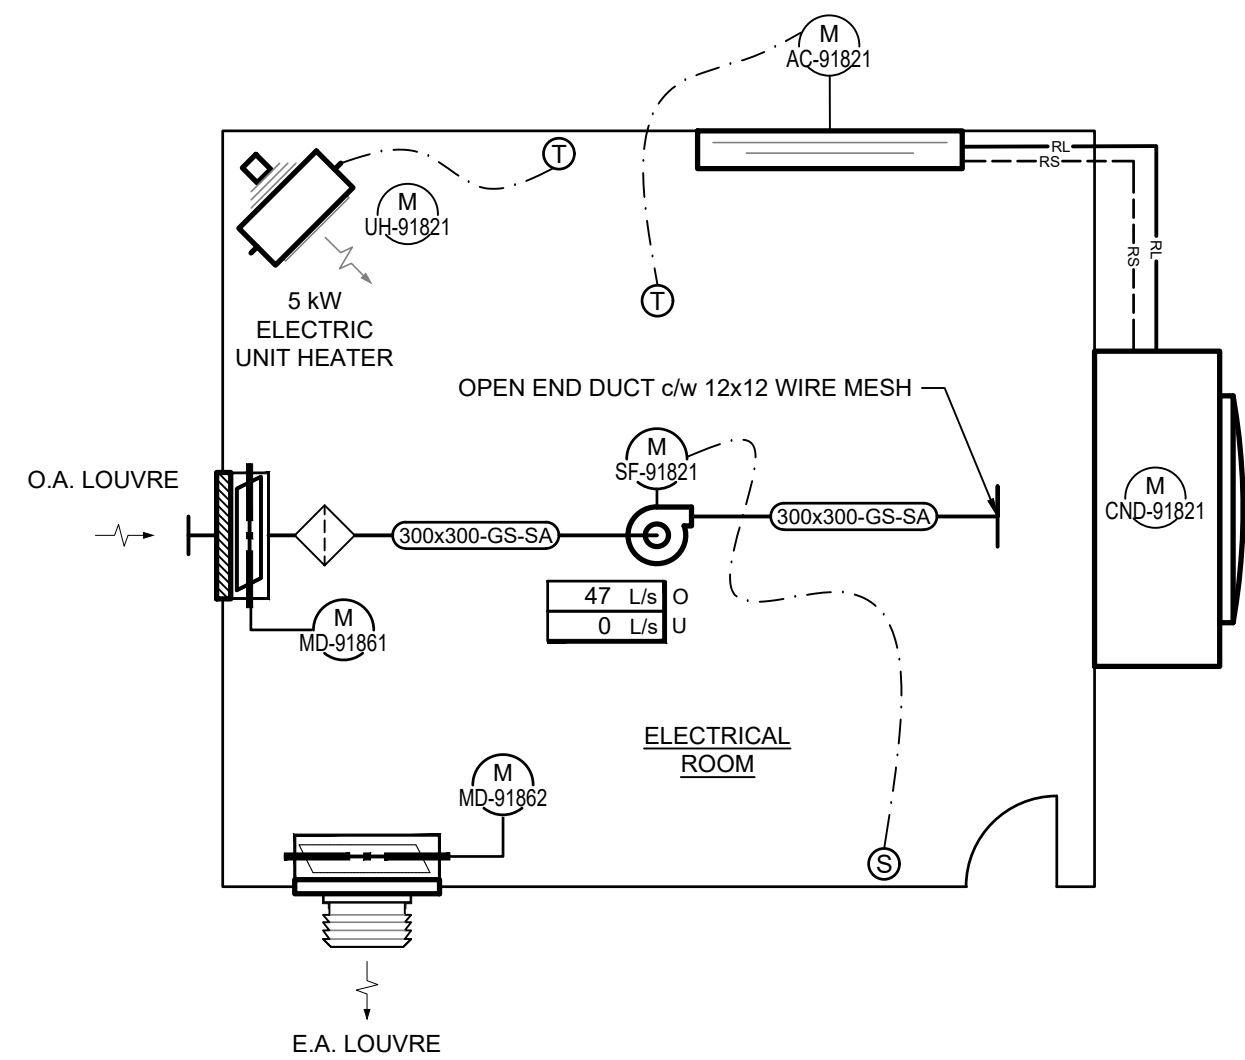 M
AC-91821
T
RL
RS
M
UH-91821
RS
RL
5 kW
ELECTRIC
UNIT HEATER
T
OPEN END DUCT c/w 12x12 WIRE MESH
M
SF-91821
O.A. LOUVRE
M
CND-91821
300x300-GS-SA
300x300-GS-SA
47 L/s O
0 L/s U
M
MD-91861
ELECTRICAL
ROOM
M
MD-91862
S
E.A. LOUVRE